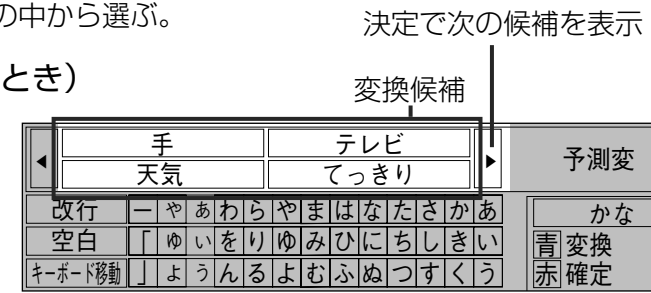 の中から選ぶ。
決定で次の候補を表示
とき）
変換候補
◀ 手 テレビ ▶ 予測変
天気 てっきり
改行 ー ゃ ぁ わ ら や ま は な た さ か あ かな
空白 「 ゅ ぃ を り ゆ み ひ に ち し き い 青 変換
キーボード移動 」 ょ ぅ ん る よ む ふ ぬ つ す く う 赤 確定